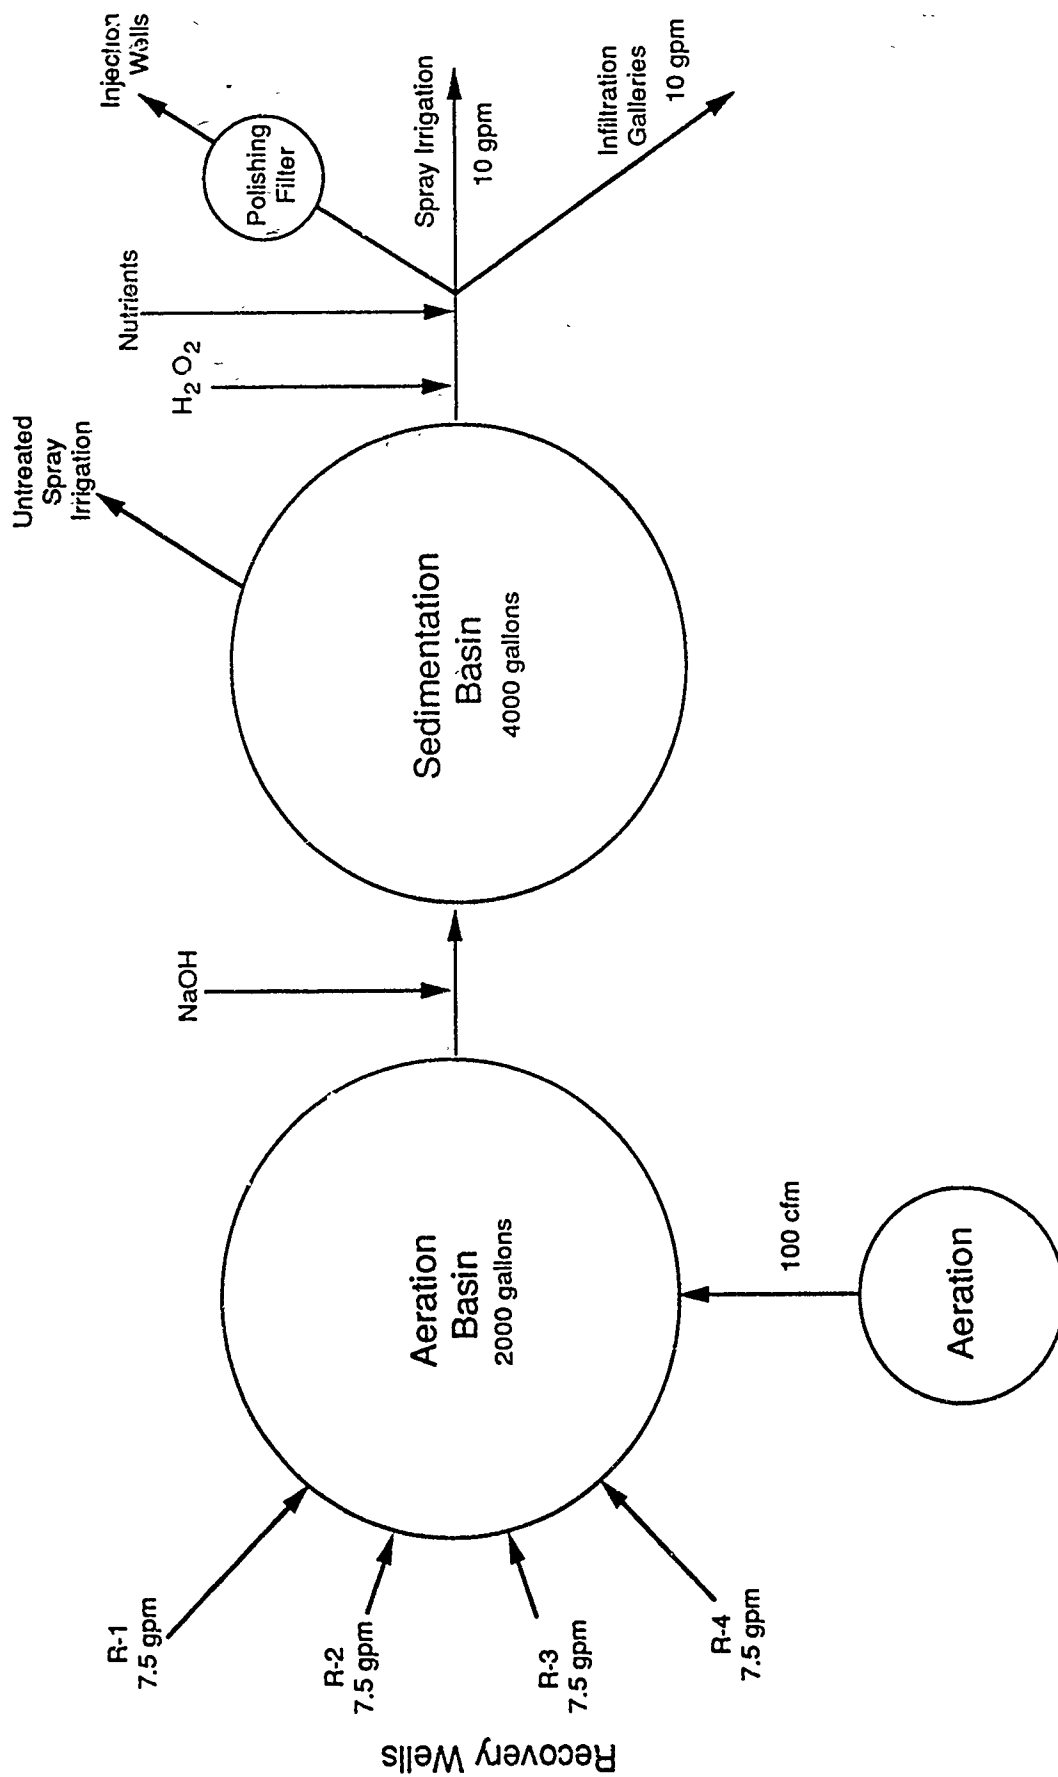 Recovery Wells
R-1
7.5 gpm
R-2
7.5 gpm
R-3
7.5 gpm
R-4
7.5 gpm
Aeration
Basin
2000 gallons
100 cfm
Aeration
NaOH
Sedimentation
Basin
4000 gallons
Untreated
Spray
Irrigation
H2O2
Nutrients
Polishing
Filter
Injection
Wells
Spray Irrigation
10 gpm
Infiltration
Galleries
10 gpm